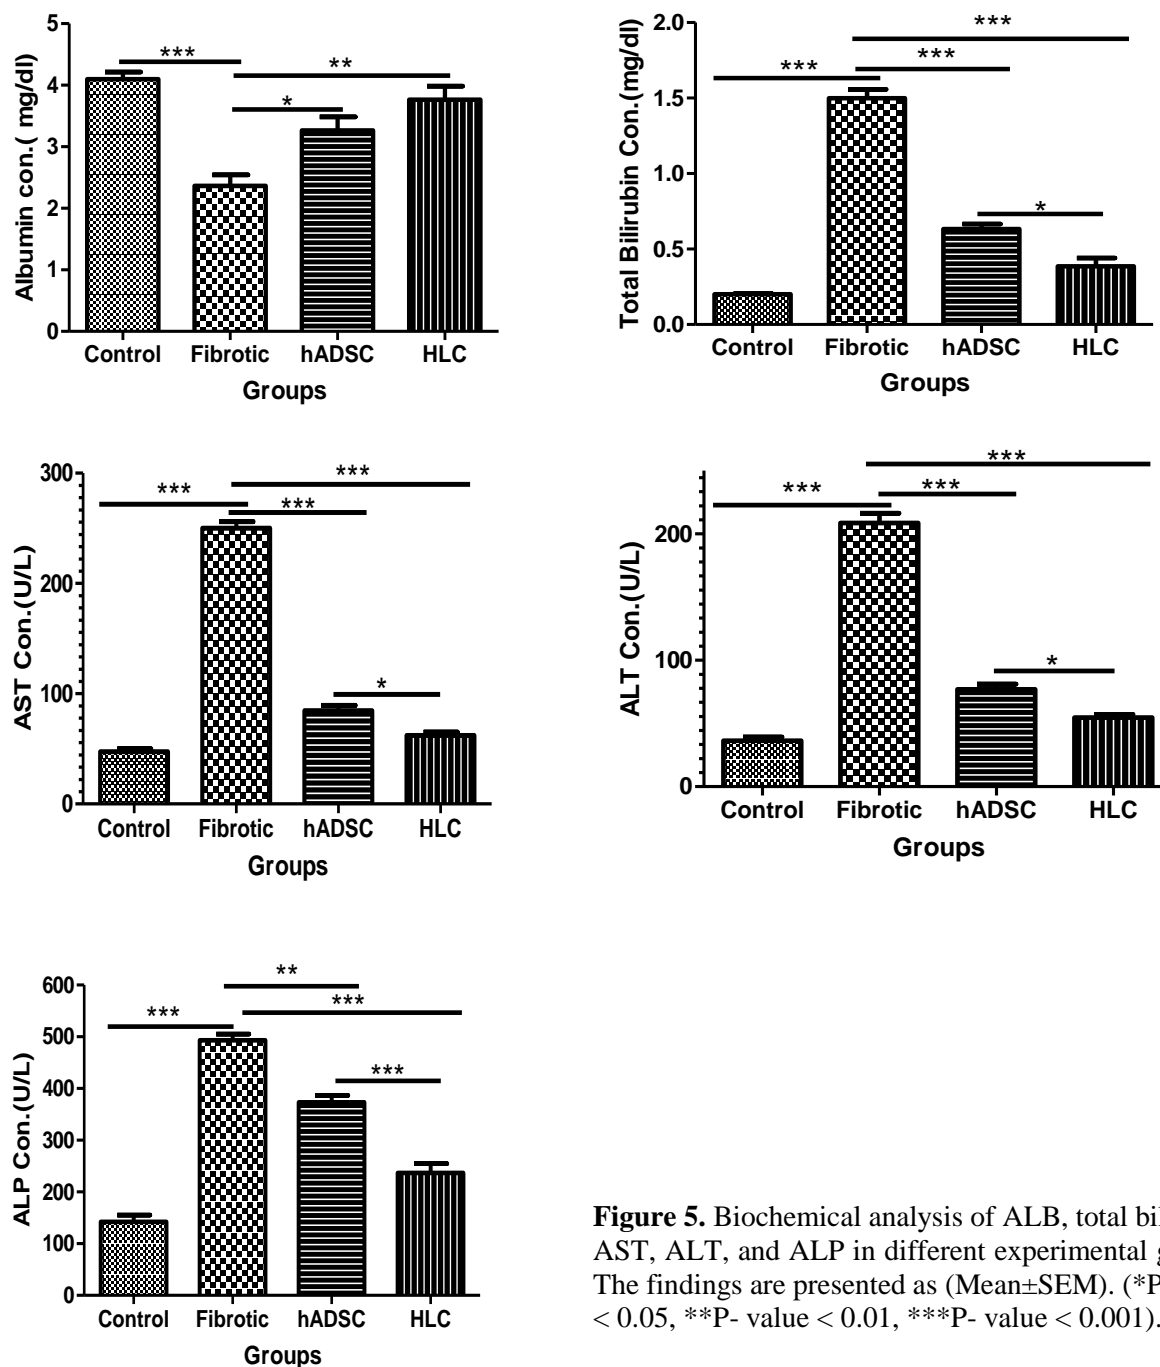 Albumin con.( mg/dl)
5
4
3
2
1
0
***
**
*
Control Fibrotic hADSC HLC
Groups
Total Bilirubin Con.(mg/dl)
2.0
1.5
1.0
0.5
0.0
***
***
***
*
Control Fibrotic hADSC HLC
Groups
AST Con.(U/L)
300
200
100
0
***
***
***
*
Control Fibrotic hADSC HLC
Groups
ALT Con.(U/L)
200
100
0
***
***
***
*
Control Fibrotic hADSC HLC
Groups
ALP Con.(U/L)
600
500
400
300
200
100
0
**
***
***
***
Control Fibrotic hADSC HLC
Groups
Figure 5. Biochemical analysis of ALB, total bil
AST, ALT, and ALP in different experimental g
The findings are presented as (Mean±SEM). (*P
< 0.05, **P- value < 0.01, ***P- value < 0.001).